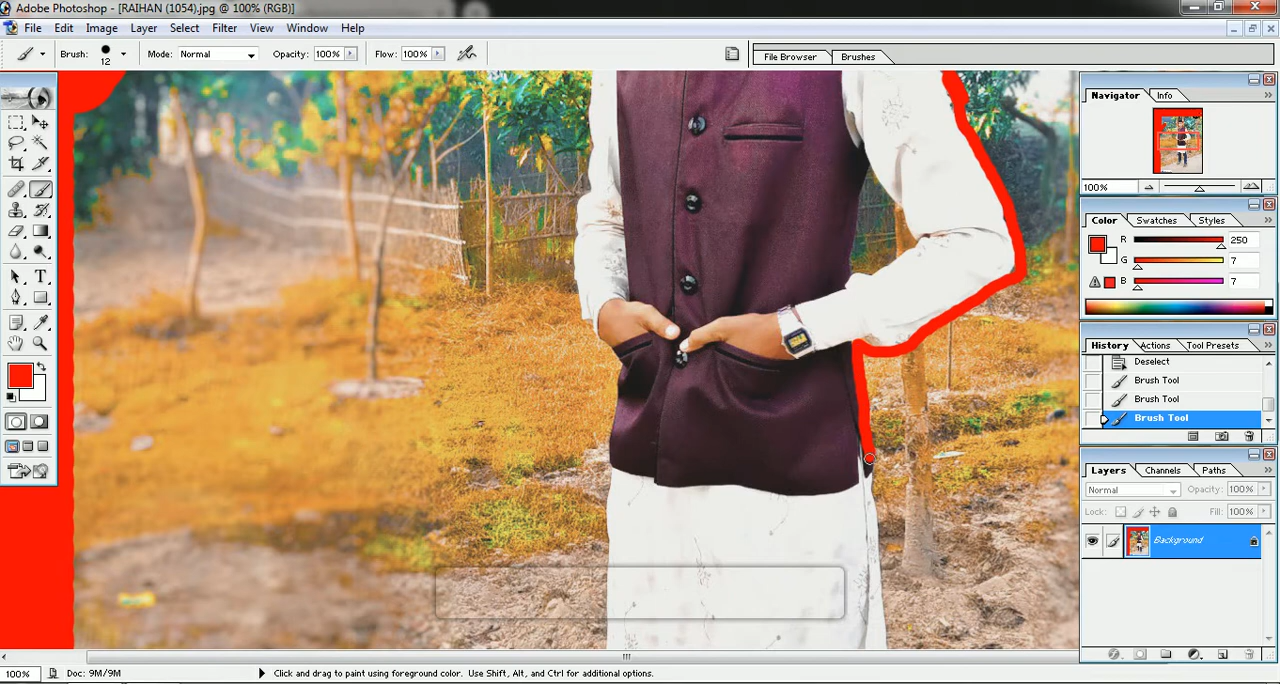 Adobe Photoshop - [RAIHAN (1054).jpg @ 100% (RGB)]
File Edit Image Layer Select Filter View Window Help
Brush: 12 Mode: Normal Opacity: 100% Flow: 100% File Browser Brushes
Navigator Info
100%
Color Swatches Styles
R 250
G 7
B 7
History Actions Tool Presets
Deselect
Brush Tool
Brush Tool
Brush Tool
Layers Channels Paths
Normal Opacity: 100%
Lock: Fill: 100%
Background
100% Doc: 9M/9M Click and drag to paint using foreground color. Use Shift, Alt, and Ctrl for additional options.